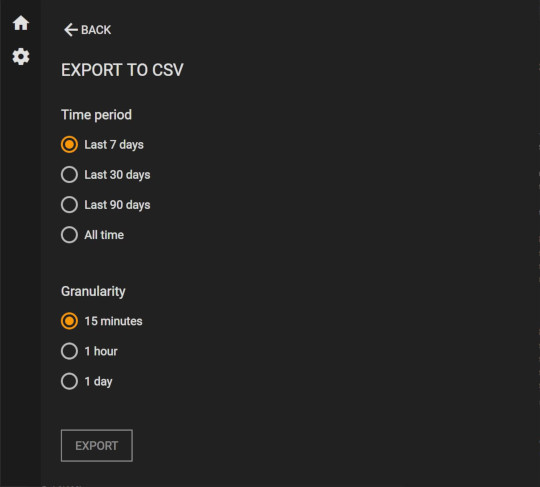 BACK
EXPORT TO CSV
Time period
Last 7 days
Last 30 days
Last 90 days
All time
Granularity
15 minutes
1 hour
1 day
EXPORT